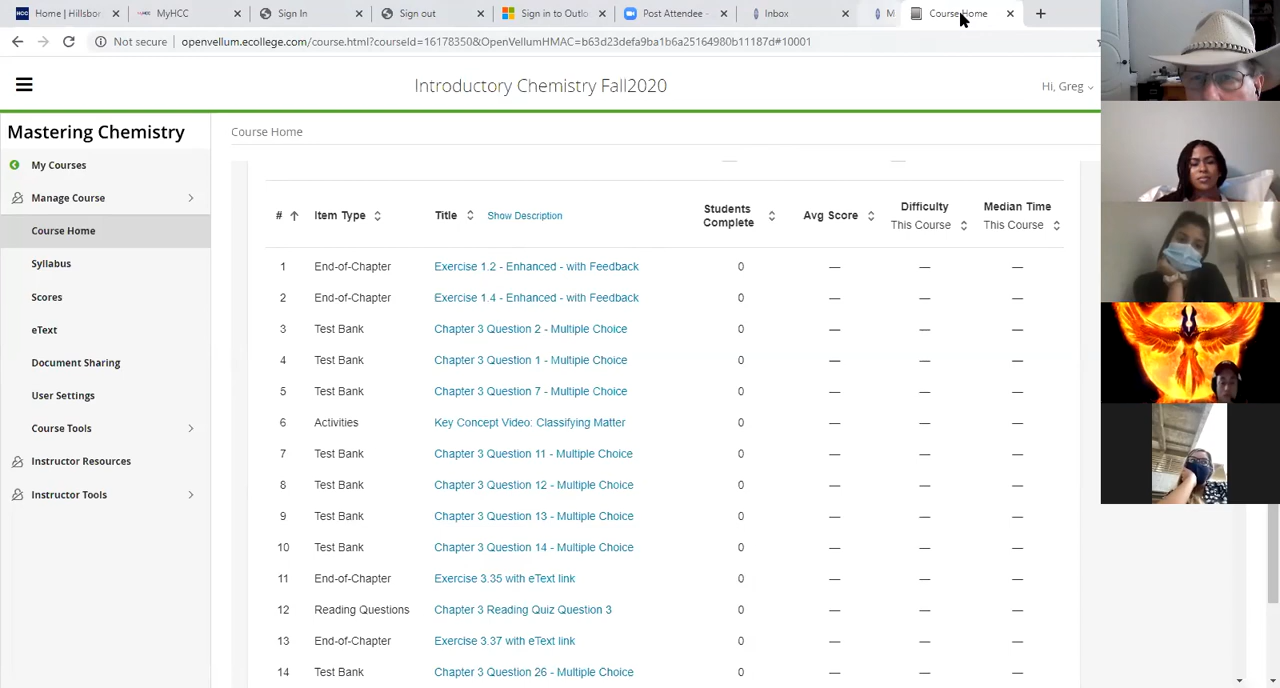 Home | Hillsbor
MyHCC
Sign In
Sign out
Sign in to Outlo
Post Attendee -
Inbox
M
Course Home
Not secure
openvellum.ecollege.com/course.html?courseId=16178350&OpenVellumHMAC=b63d23defa9ba1b6a25164980b11187d#10001
Introductory Chemistry Fall2020
Hi, Greg
Mastering Chemistry
My Courses
Manage Course
Course Home
Syllabus
Scores
eText
Document Sharing
User Settings
Course Tools
Instructor Resources
Instructor Tools
Course Home
# Item Type Title Show Description Students Complete Avg Score Difficulty This Course Median Time This Course
1 End-of-Chapter Exercise 1.2 - Enhanced - with Feedback 0 — — —
2 End-of-Chapter Exercise 1.4 - Enhanced - with Feedback 0 — — —
3 Test Bank Chapter 3 Question 2 - Multiple Choice 0 — — —
4 Test Bank Chapter 3 Question 1 - Multiple Choice 0 — — —
5 Test Bank Chapter 3 Question 7 - Multiple Choice 0 — — —
6 Activities Key Concept Video: Classifying Matter 0 — — —
7 Test Bank Chapter 3 Question 11 - Multiple Choice 0 — — —
8 Test Bank Chapter 3 Question 12 - Multiple Choice 0 — — —
9 Test Bank Chapter 3 Question 13 - Multiple Choice 0 — — —
10 Test Bank Chapter 3 Question 14 - Multiple Choice 0 — — —
11 End-of-Chapter Exercise 3.35 with eText link 0 — — —
12 Reading Questions Chapter 3 Reading Quiz Question 3 0 — — —
13 End-of-Chapter Exercise 3.37 with eText link 0 — — —
14 Test Bank Chapter 3 Question 26 - Multiple Choice 0 — — —